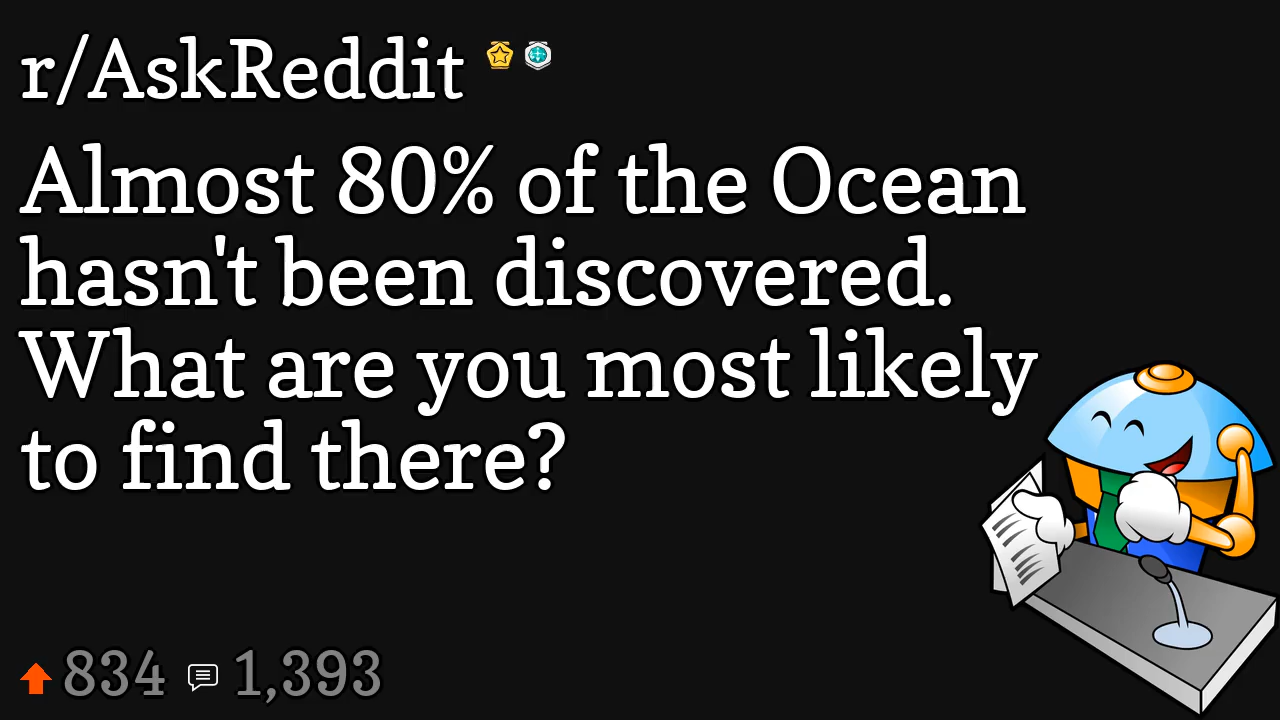 r/AskReddit
Almost 80% of the Ocean
hasn't been discovered.
What are you most likely
to find there?
834 1,393